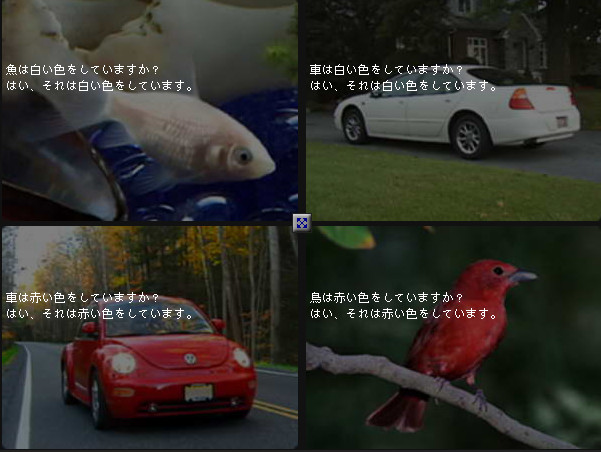 魚は白い色をしていますか？
はい、それは白い色をしています。
車は白い色をしていますか？
はい、それは白い色をしています。
車は赤い色をしていますか？
はい、それは赤い色をしています。
鳥は赤い色をしていますか？
はい、それは赤い色をしています。